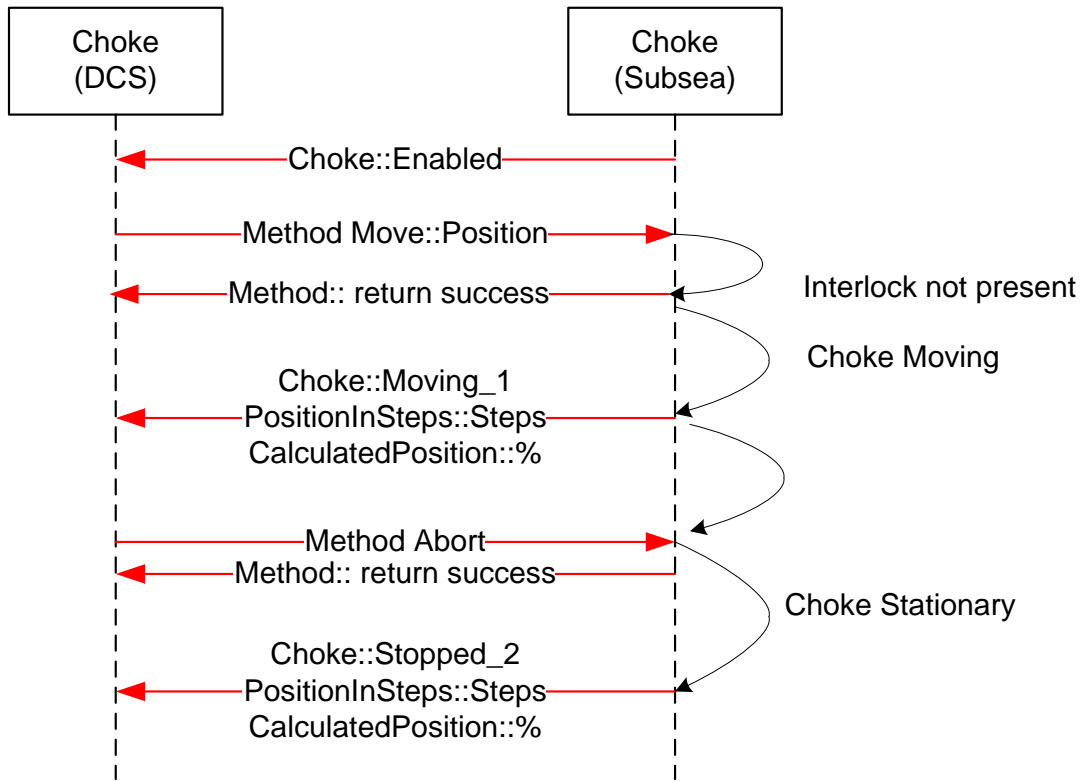 Choke
(DCS)
Choke
(Subsea)
Choke::Enabled
Method Move::Position
Method:: return success
Interlock not present
Choke Moving
Choke::Moving_1
PositionInSteps::Steps
CalculatedPosition::%
Method Abort
Method:: return success
Choke Stationary
Choke::Stopped_2
PositionInSteps::Steps
CalculatedPosition::%